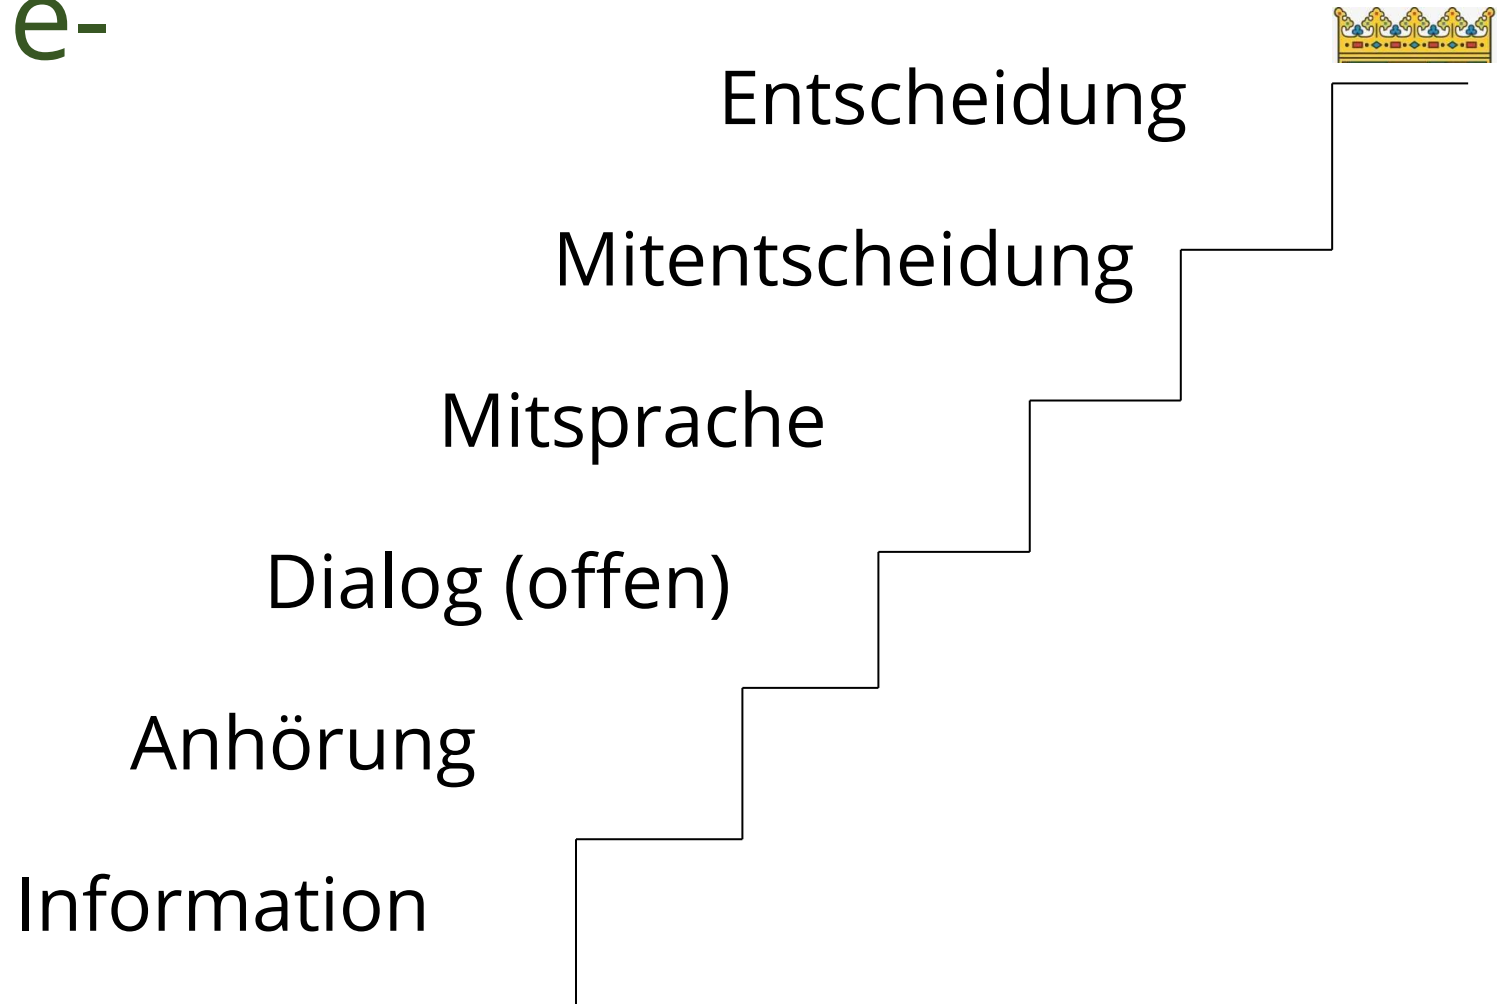 e-
Entscheidung
Mitentscheidung
Mitsprache
Dialog (offen)
Anhörung
Information